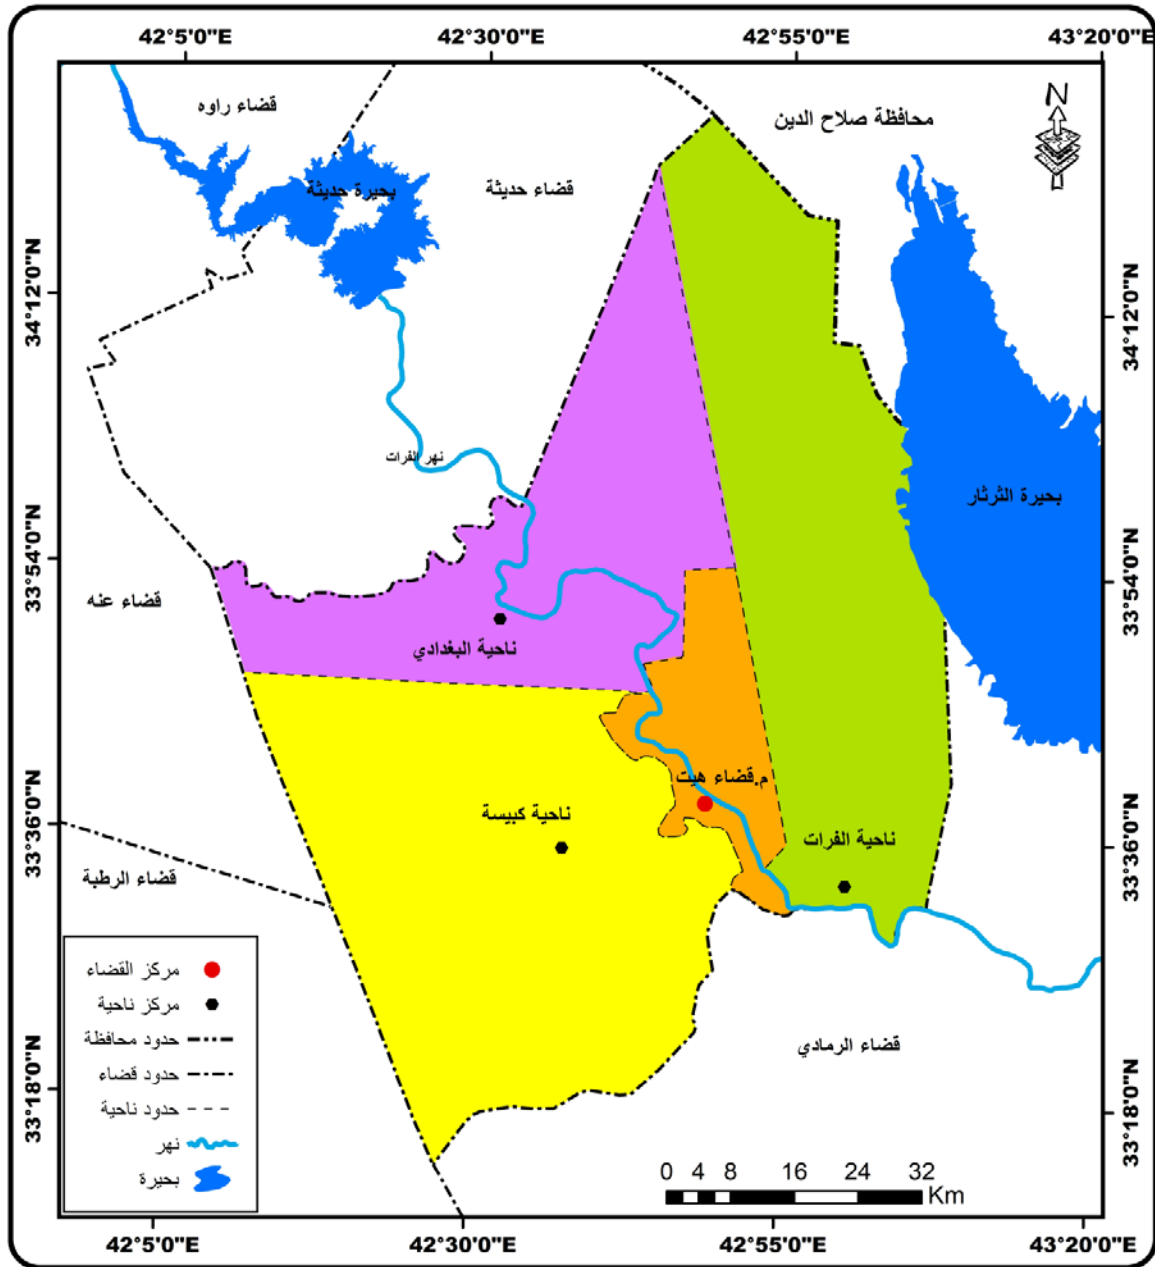 42°5'0"E 42°30'0"E 42°55'0"E 43°20'0"E
N
قضاء راوه
محافظة صلاح الدين
بحيرة حديثة
قضاء حديثة
34°12'0"N
34°12'0"N
نهر الفرات
بحيرة الثرثار
33°54'0"N
33°54'0"N
قضاء عنه
ناحية البغدادي
م.قضاء هيت
ناحية كبيسة
ناحية الفرات
33°36'0"N
33°36'0"N
قضاء الرطبة
قضاء الرمادي
مركز القضاء
مركز ناحية
حدود محافظة
حدود قضاء
حدود ناحية
نهر
بحيرة
33°18'0"N
33°18'0"N
0 4 8 16 24 32
Km
42°5'0"E 42°30'0"E 42°55'0"E 43°20'0"E